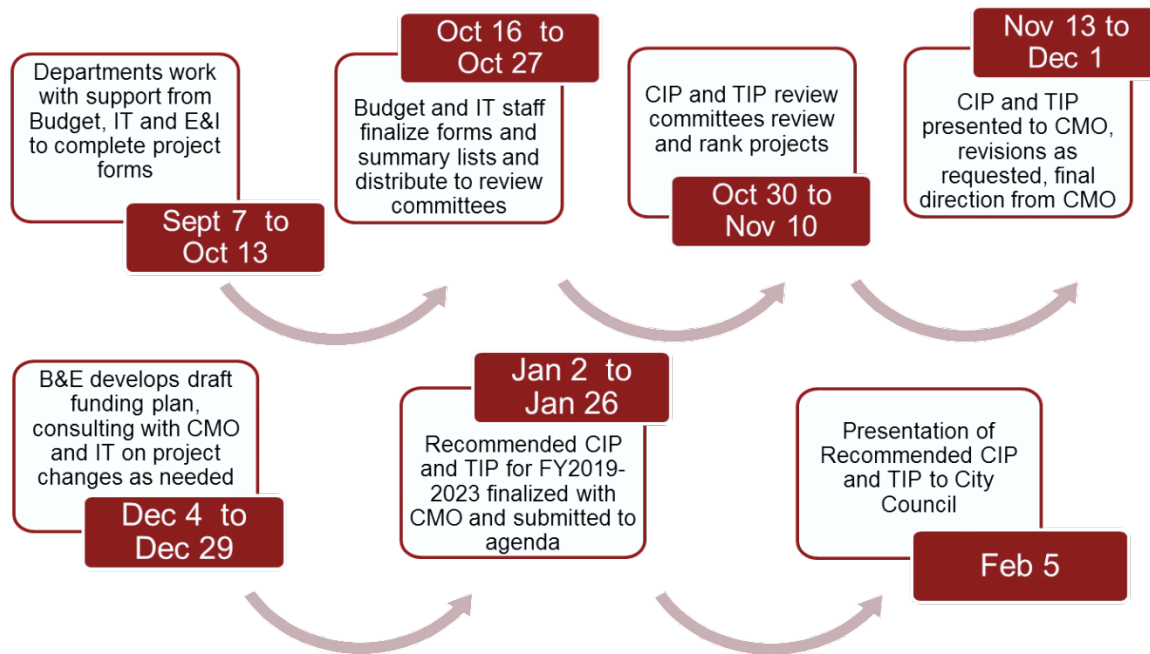 Departments work
with support from
Budget, IT and E&I
to complete project
forms
Sept 7 to
Oct 13
Oct 16 to
Oct 27
Budget and IT staff
finalize forms and
summary lists and
distribute to review
committees
CIP and TIP review
committees review
and rank projects
Oct 30 to
Nov 10
Nov 13 to
Dec 1
CIP and TIP
presented to CMO,
revisions as
requested, final
direction from CMO
B&E develops draft
funding plan,
consulting with CMO
and IT on project
changes as needed
Dec 4 to
Dec 29
Jan 2 to
Jan 26
Recommended CIP
and TIP for FY2019-
2023 finalized with
CMO and submitted to
agenda
Presentation of
Recommended CIP
and TIP to City
Council
Feb 5